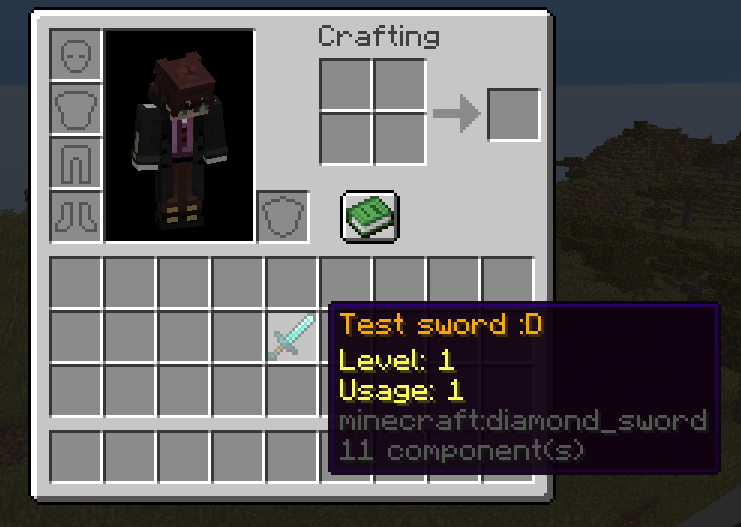 Crafting
Test sword :D
Level: 1
Usage: 1
minecraft:diamond_sword
11 component(s)